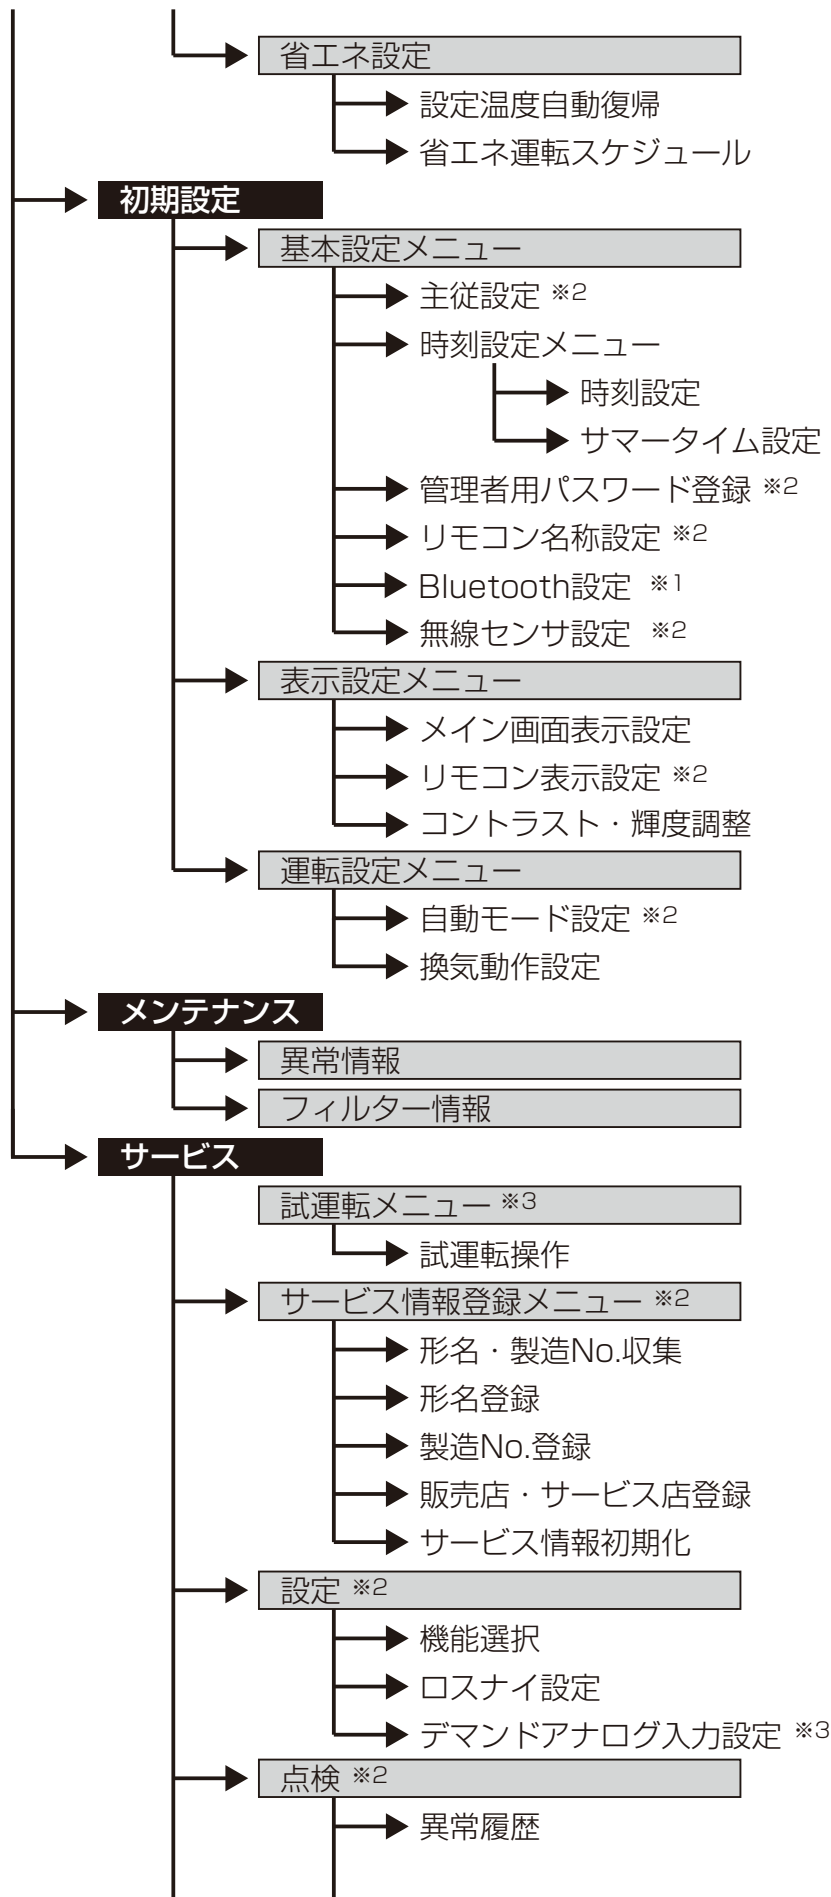 省エネ設定
設定温度自動復帰
省エネ運転スケジュール
初期設定
基本設定メニュー
主従設定 ※2
時刻設定メニュー
時刻設定
サマータイム設定
管理者用パスワード登録 ※2
リモコン名称設定 ※2
Bluetooth設定 ※1
無線センサ設定 ※2
表示設定メニュー
メイン画面表示設定
リモコン表示設定 ※2
コントラスト・輝度調整
運転設定メニュー
自動モード設定 ※2
換気動作設定
メンテナンス
異常情報
フィルター情報
サービス
試運転メニュー ※3
試運転操作
サービス情報登録メニュー ※2
形名・製造No.収集
形名登録
製造No.登録
販売店・サービス店登録
サービス情報初期化
設定 ※2
機能選択
ロスナイ設定
デマンドアナログ入力設定 ※3
点検 ※2
異常履歴